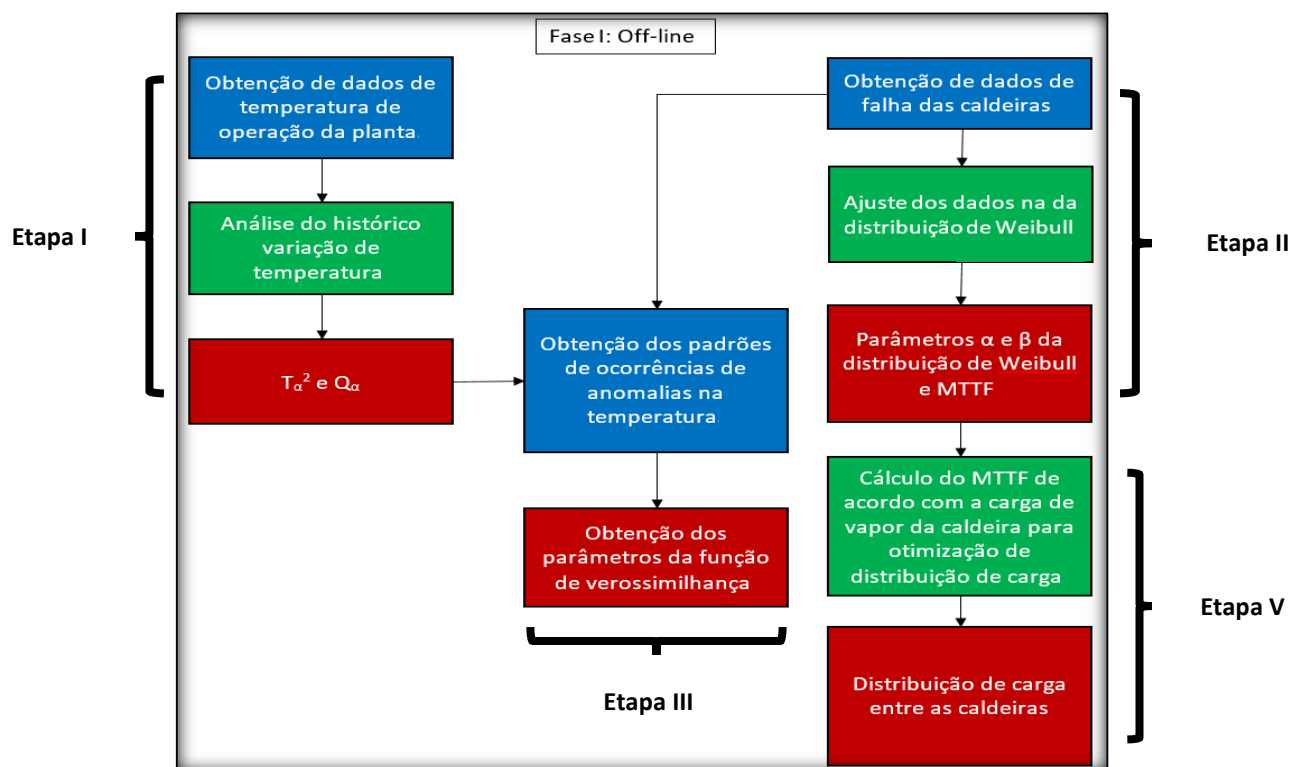 Fase I: Off-line
Etapa I
Obtenção de dados de
temperatura de
operação da planta.
Análise do histórico
variação de
temperatura
Tα² e Qα
Obtenção dos padrões
de ocorrências de
anomalias na
temperatura.
Obtenção dos
parâmetros da função
de verossimilhança
Etapa III
Obtenção de dados de
falha das caldeiras
Ajuste dos dados na da
distribuição de Weibull
Parâmetros α e β da
distribuição de Weibull
e MTTF
Etapa II
Cálculo do MTTF de
acordo com a carga de
vapor da caldeira para
otimização de
distribuição de carga
Distribuição de carga
entre as caldeiras
Etapa V